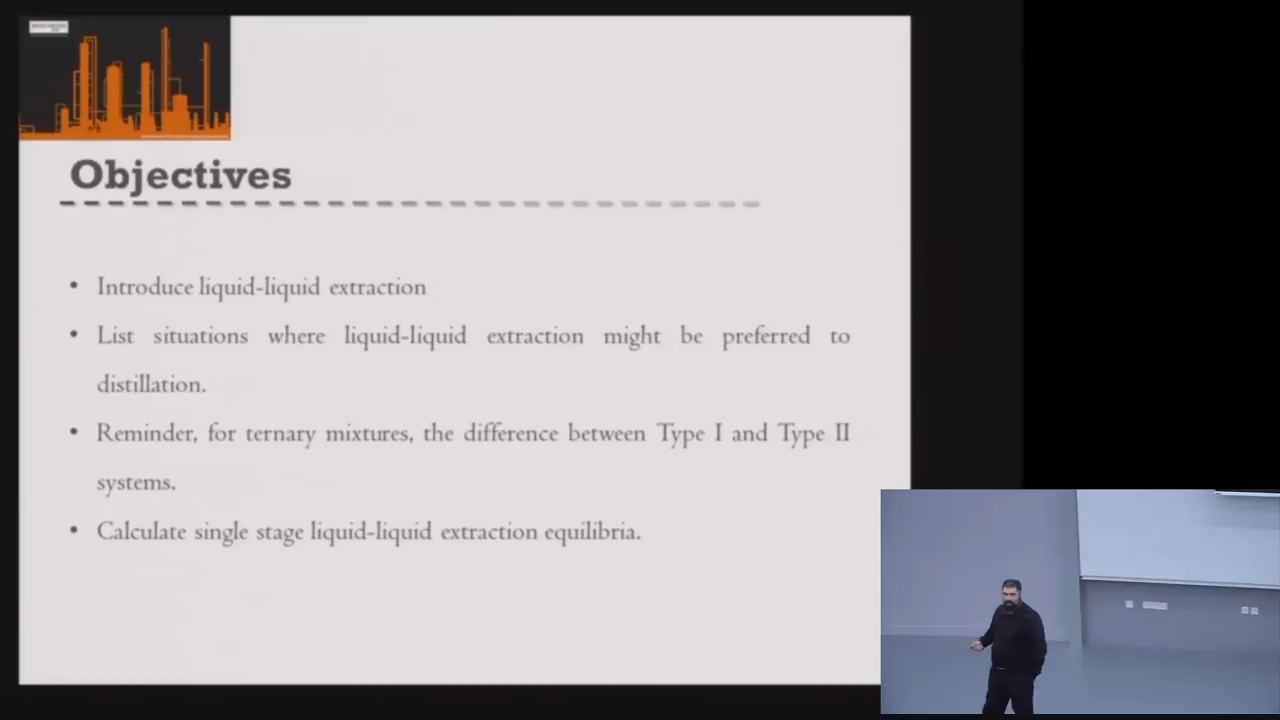 Objectives
• Introduce liquid-liquid extraction
• List situations where liquid-liquid extraction might be preferred to
distillation.
• Reminder, for ternary mixtures, the difference between Type I and Type II
systems.
• Calculate single stage liquid-liquid extraction equilibria.